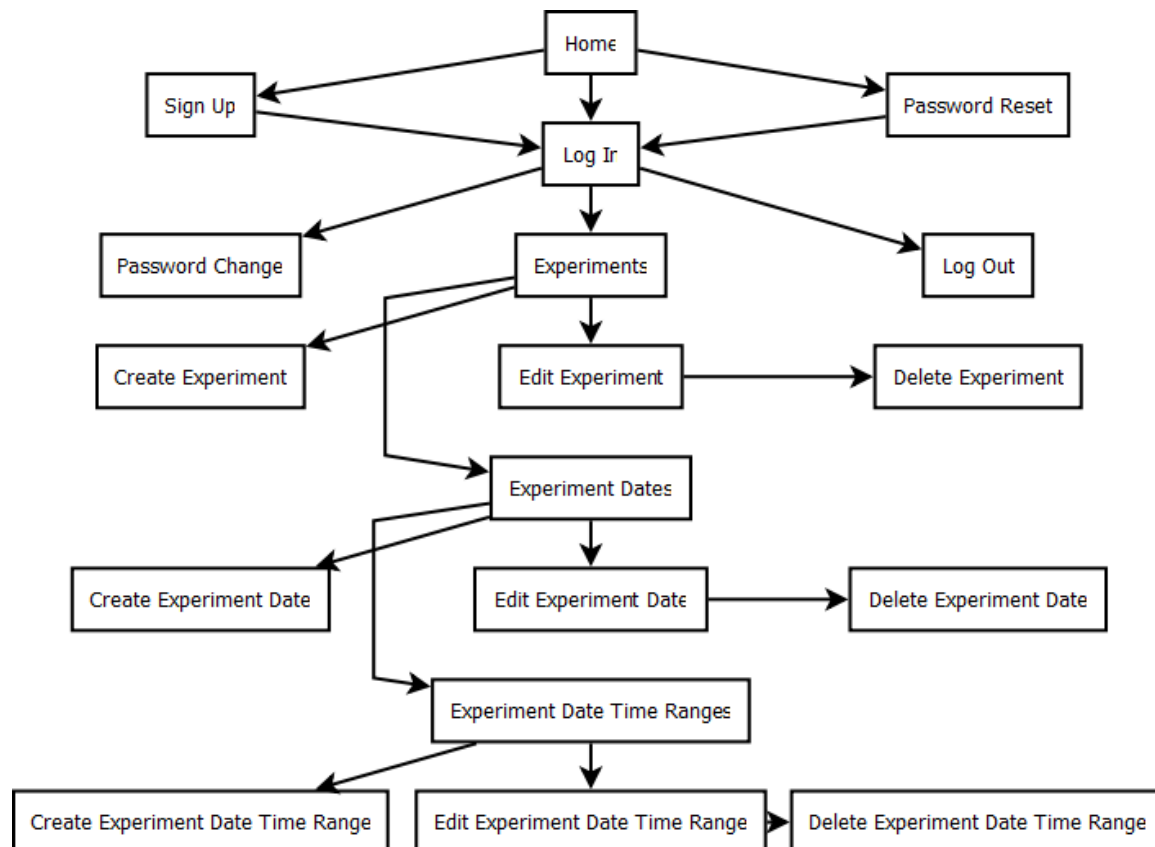 Home
Sign Up
Password Reset
Log In
Password Change
Experiments
Log Out
Create Experiment
Edit Experiment
Delete Experiment
Experiment Dates
Create Experiment Date
Edit Experiment Date
Delete Experiment Date
Experiment Date Time Ranges
Create Experiment Date Time Range
Edit Experiment Date Time Range
Delete Experiment Date Time Range